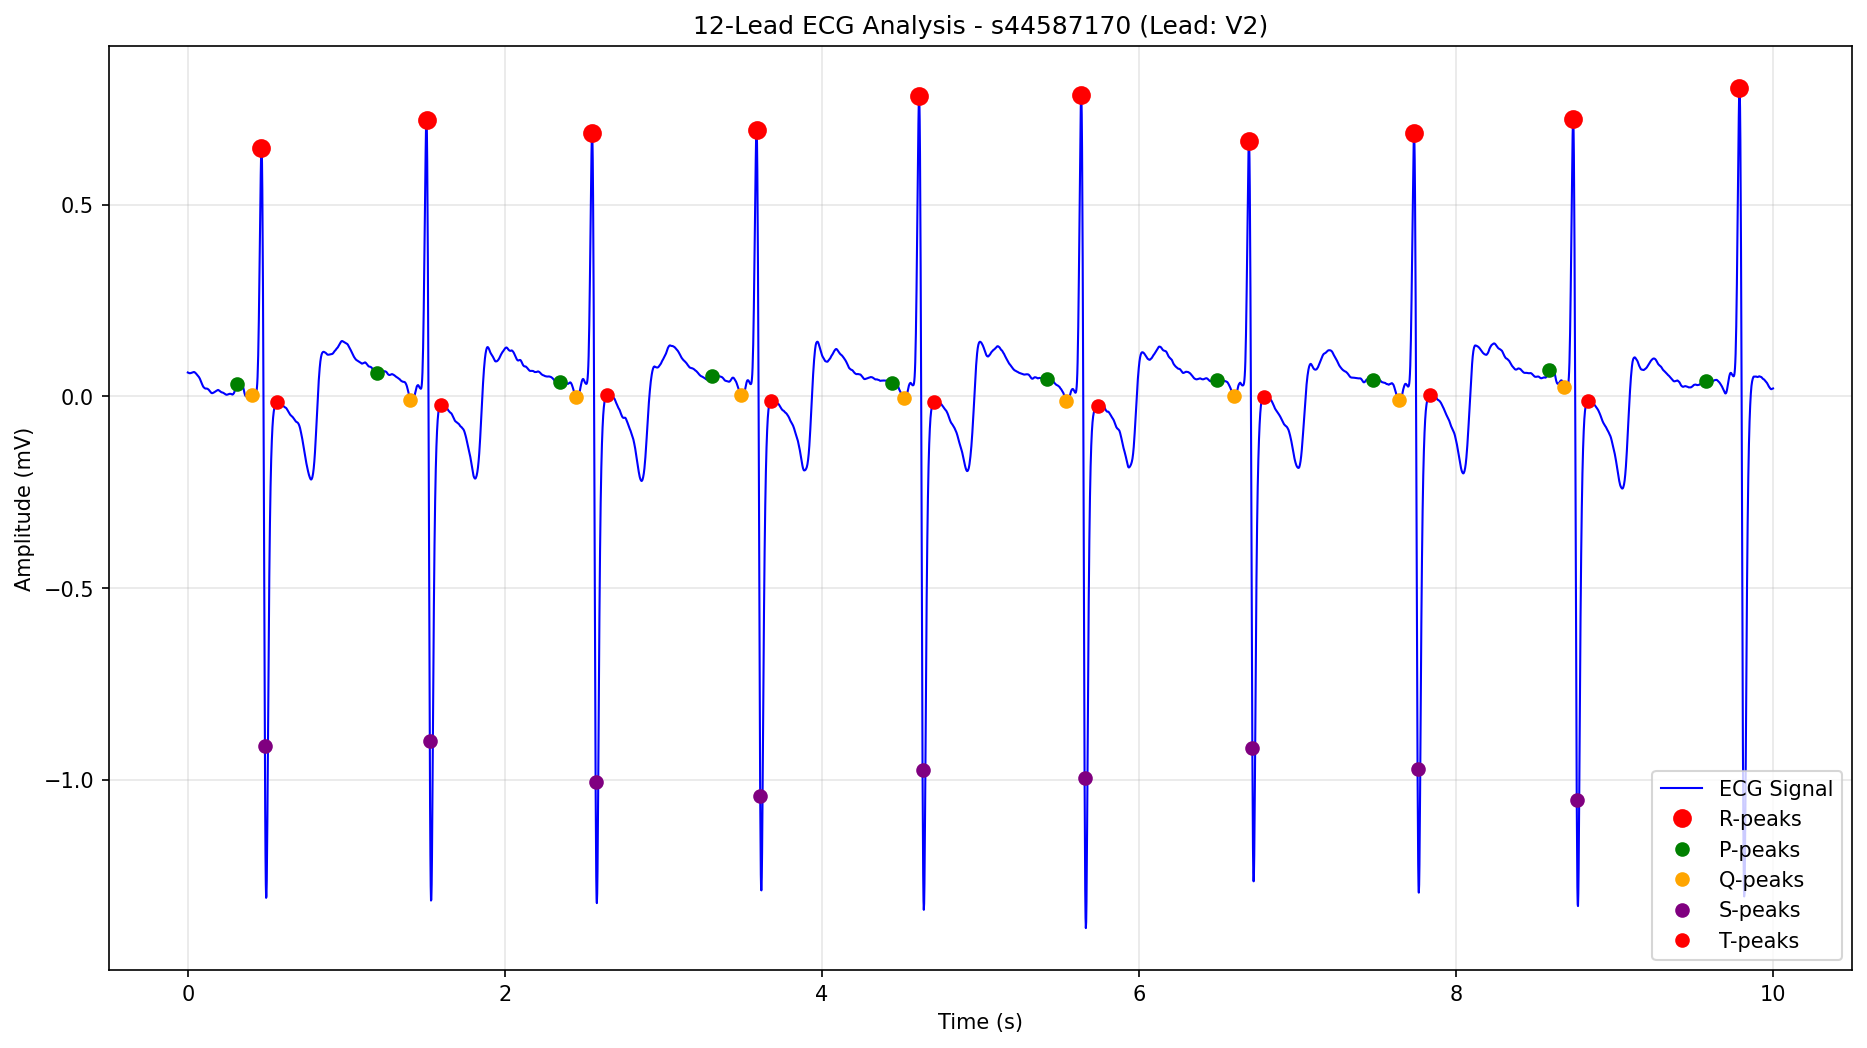 12-Lead ECG Analysis - s44587170 (Lead: V2)
Amplitude (mV)
0.5
0.0
−0.5
−1.0
0
2
4
6
8
10
Time (s)
ECG Signal
R-peaks
P-peaks
Q-peaks
S-peaks
T-peaks